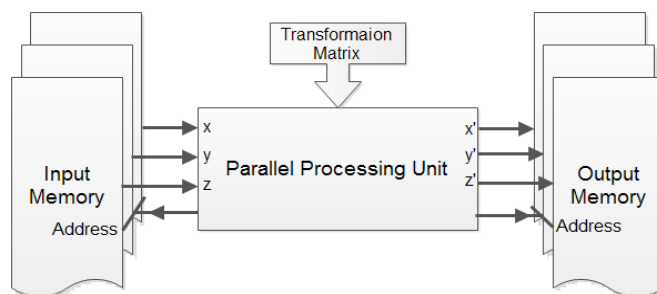 Transformaion
Matrix
Input
Memory
Address
x
y
z
Parallel Processing Unit
x'
y'
z'
Output
Memory
Address